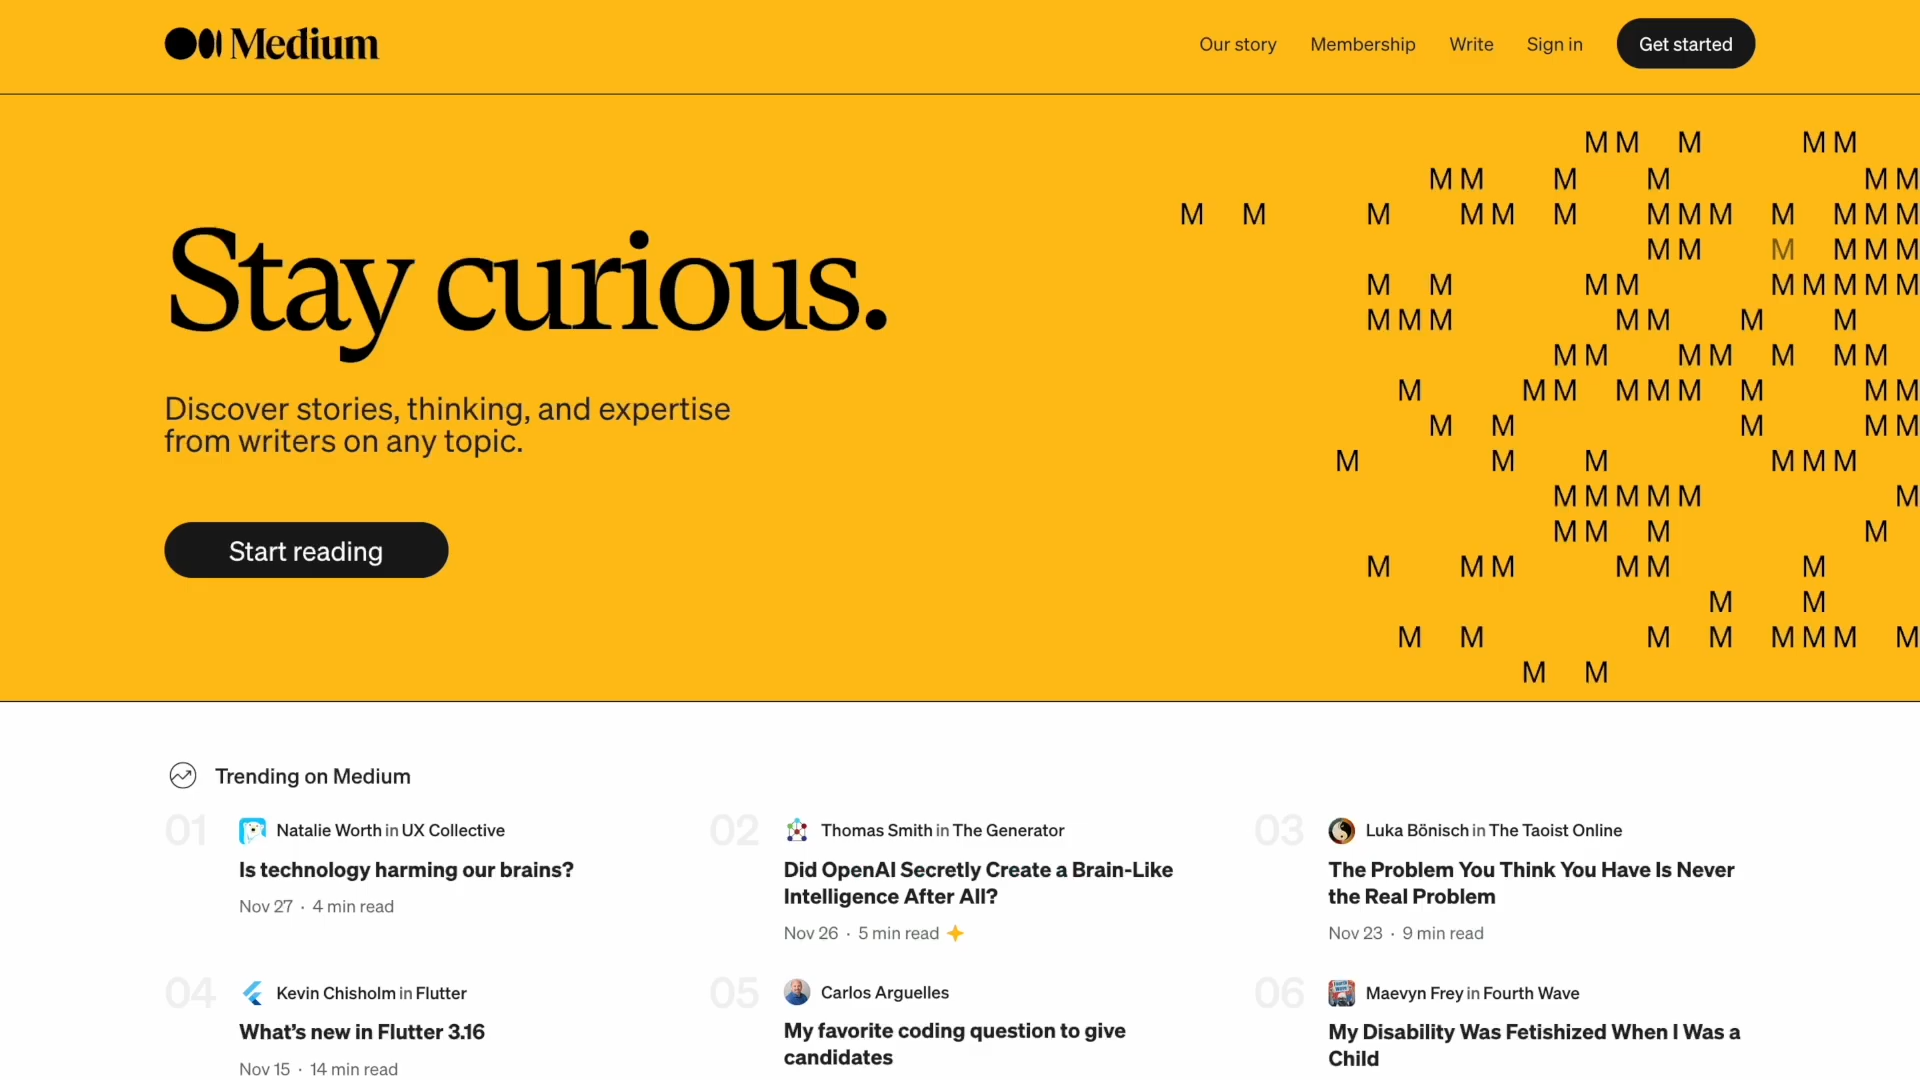 Medium
Our story Membership Write Sign in Get started
M M M M M
M M M M M M
M M M M M M M M M M M M M M
M M M M M M
M M M M M M M M M
M M M M M M M
M M M M M M M
M M M M M M M M M
M M M M M
M M M M M M
M M M M M M
M M M M
M M M M M M
M M
M M M M M M M M
M M
Stay curious.
Discover stories, thinking, and expertise
from writers on any topic.
Start reading
Trending on Medium
01
Natalie Worth in UX Collective
Is technology harming our brains?
Nov 27 · 4 min read
02
Thomas Smith in The Generator
Did OpenAI Secretly Create a Brain-Like
Intelligence After All?
Nov 26 · 5 min read
03
Luka Bönisch in The Taoist Online
The Problem You Think You Have Is Never
the Real Problem
Nov 23 · 9 min read
04
Kevin Chisholm in Flutter
What’s new in Flutter 3.16
Nov 15 · 14 min read
05
Carlos Arguelles
My favorite coding question to give
candidates
06
Maevyn Frey in Fourth Wave
My Disability Was Fetishized When I Was a
Child